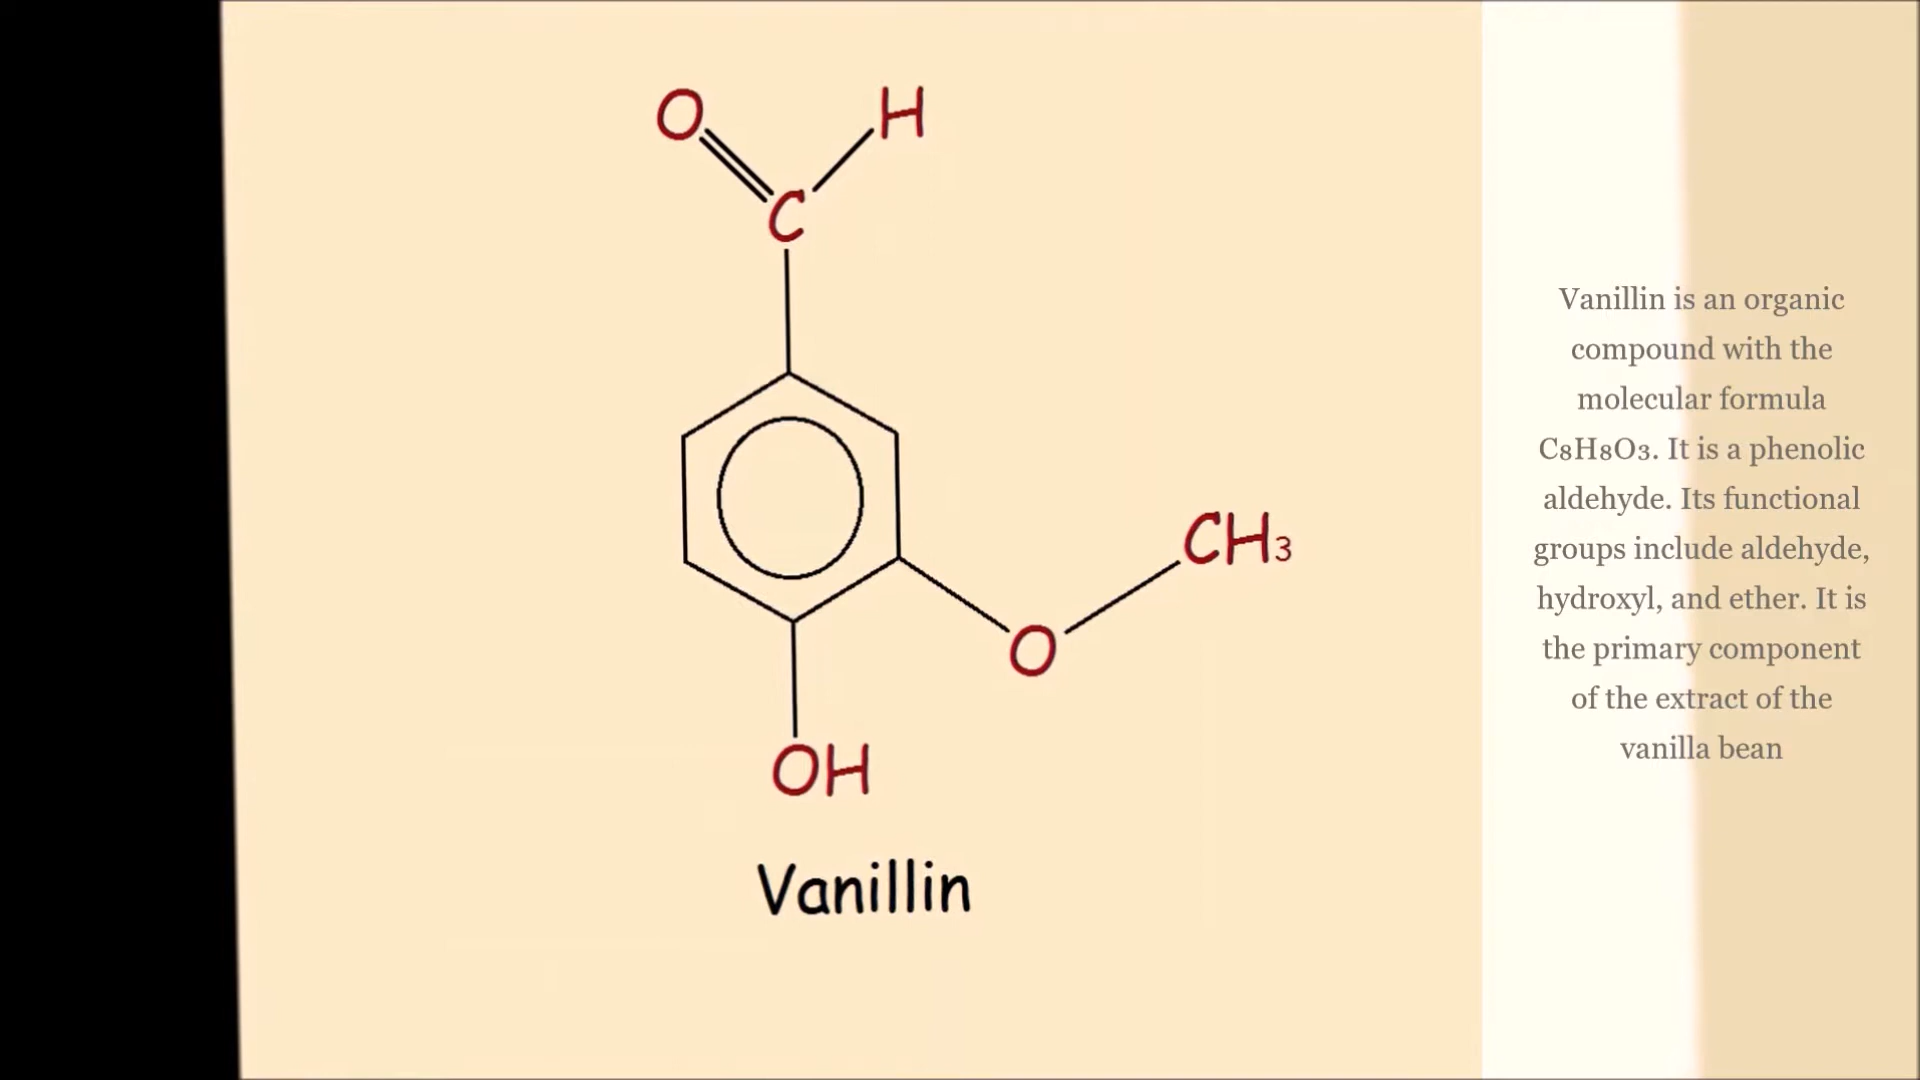 O H
C
CH3
O
OH
Vanillin
Vanillin is an organic
compound with the
molecular formula
C8H8O3. It is a phenolic
aldehyde. Its functional
groups include aldehyde,
hydroxyl, and ether. It is
the primary component
of the extract of the
vanilla bean